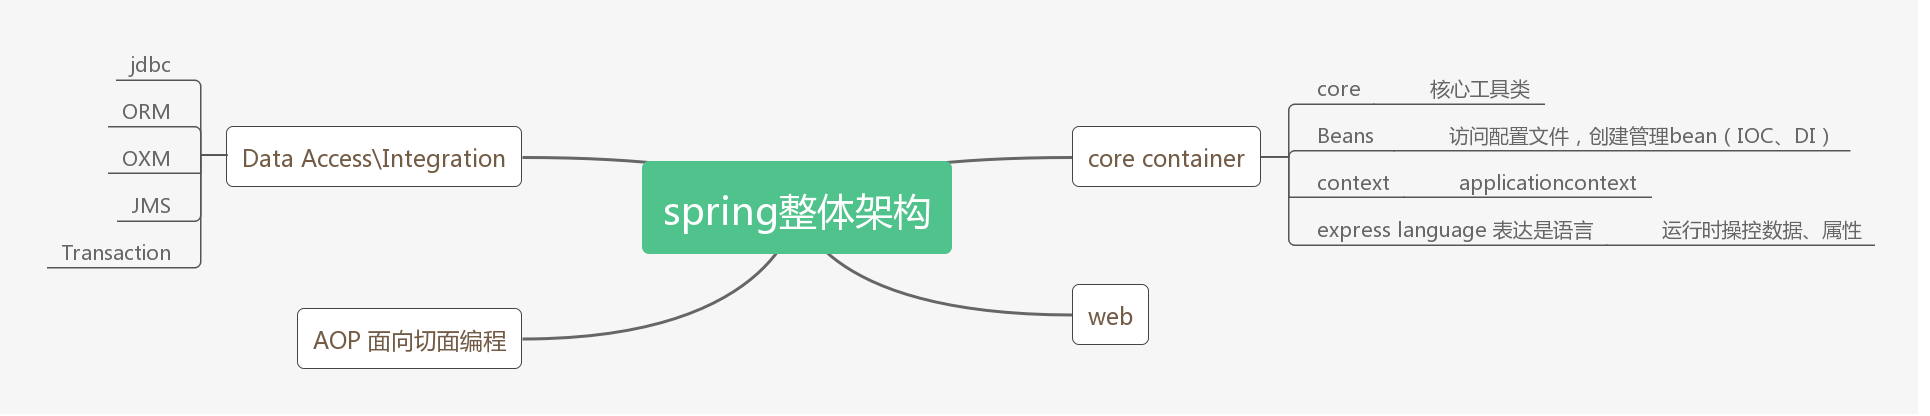 spring整体架构
core container
core 核心工具类
Beans 访问配置文件，创建管理bean（IOC、DI）
context applicationcontext
express language 表达是语言 运行时操控数据、属性
web
Data Access\Integration
jdbc
ORM
OXM
JMS
Transaction
AOP 面向切面编程